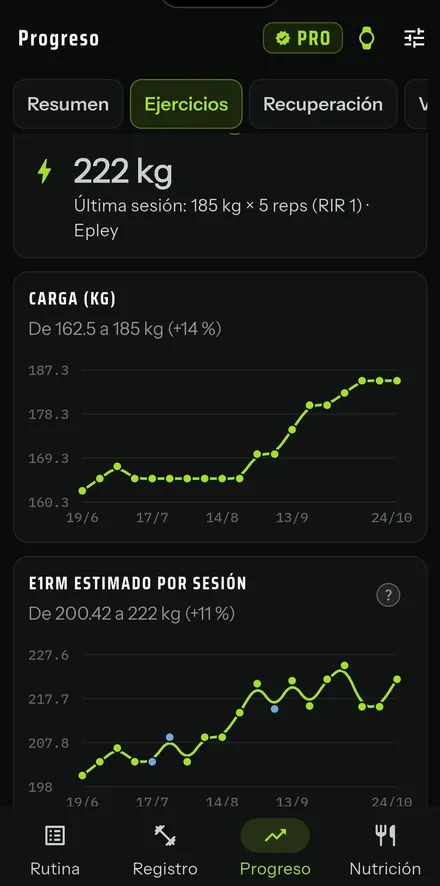 Progreso
PRO
Resumen
Ejercicios
Recuperación
V
222 kg
Última sesión: 185 kg × 5 reps (RIR 1) ·
Epley
CARGA (KG)
De 162.5 a 185 kg (+14 %)
187.3
178.3
169.3
160.3
19/6 17/7 14/8 13/9 24/10
E1RM ESTIMADO POR SESIÓN
?
De 200.42 a 222 kg (+11 %)
227.6
217.7
207.8
198
19/6 17/7 14/8 13/9 24/10
Rutina
Registro
Progreso
Nutrición